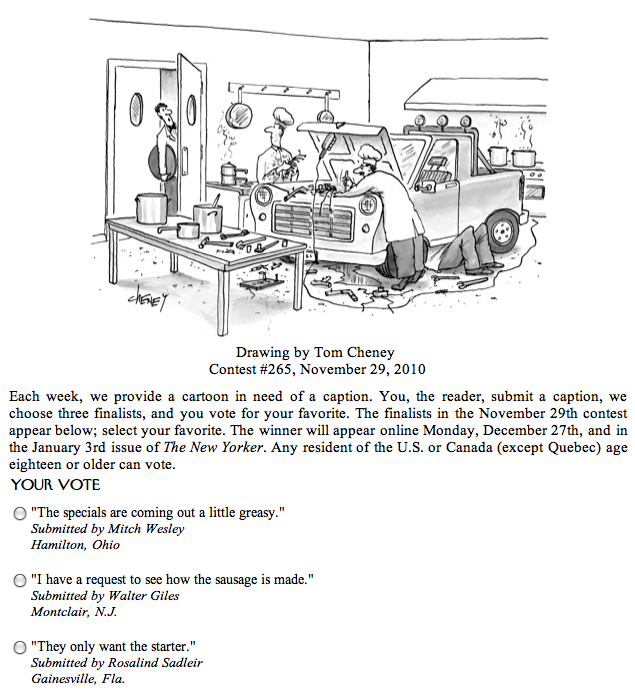 CHENEY
Drawing by Tom Cheney
Contest #265, November 29, 2010
Each week, we provide a cartoon in need of a caption. You, the reader, submit a caption, we
choose three finalists, and you vote for your favorite. The finalists in the November 29th contest
appear below; select your favorite. The winner will appear online Monday, December 27th, and in
the January 3rd issue of The New Yorker. Any resident of the U.S. or Canada (except Quebec) age
eighteen or older can vote.
YOUR VOTE
"The specials are coming out a little greasy."
Submitted by Mitch Wesley
Hamilton, Ohio
"I have a request to see how the sausage is made."
Submitted by Walter Giles
Montclair, N.J.
"They only want the starter."
Submitted by Rosalind Sadleir
Gainesville, Fla.